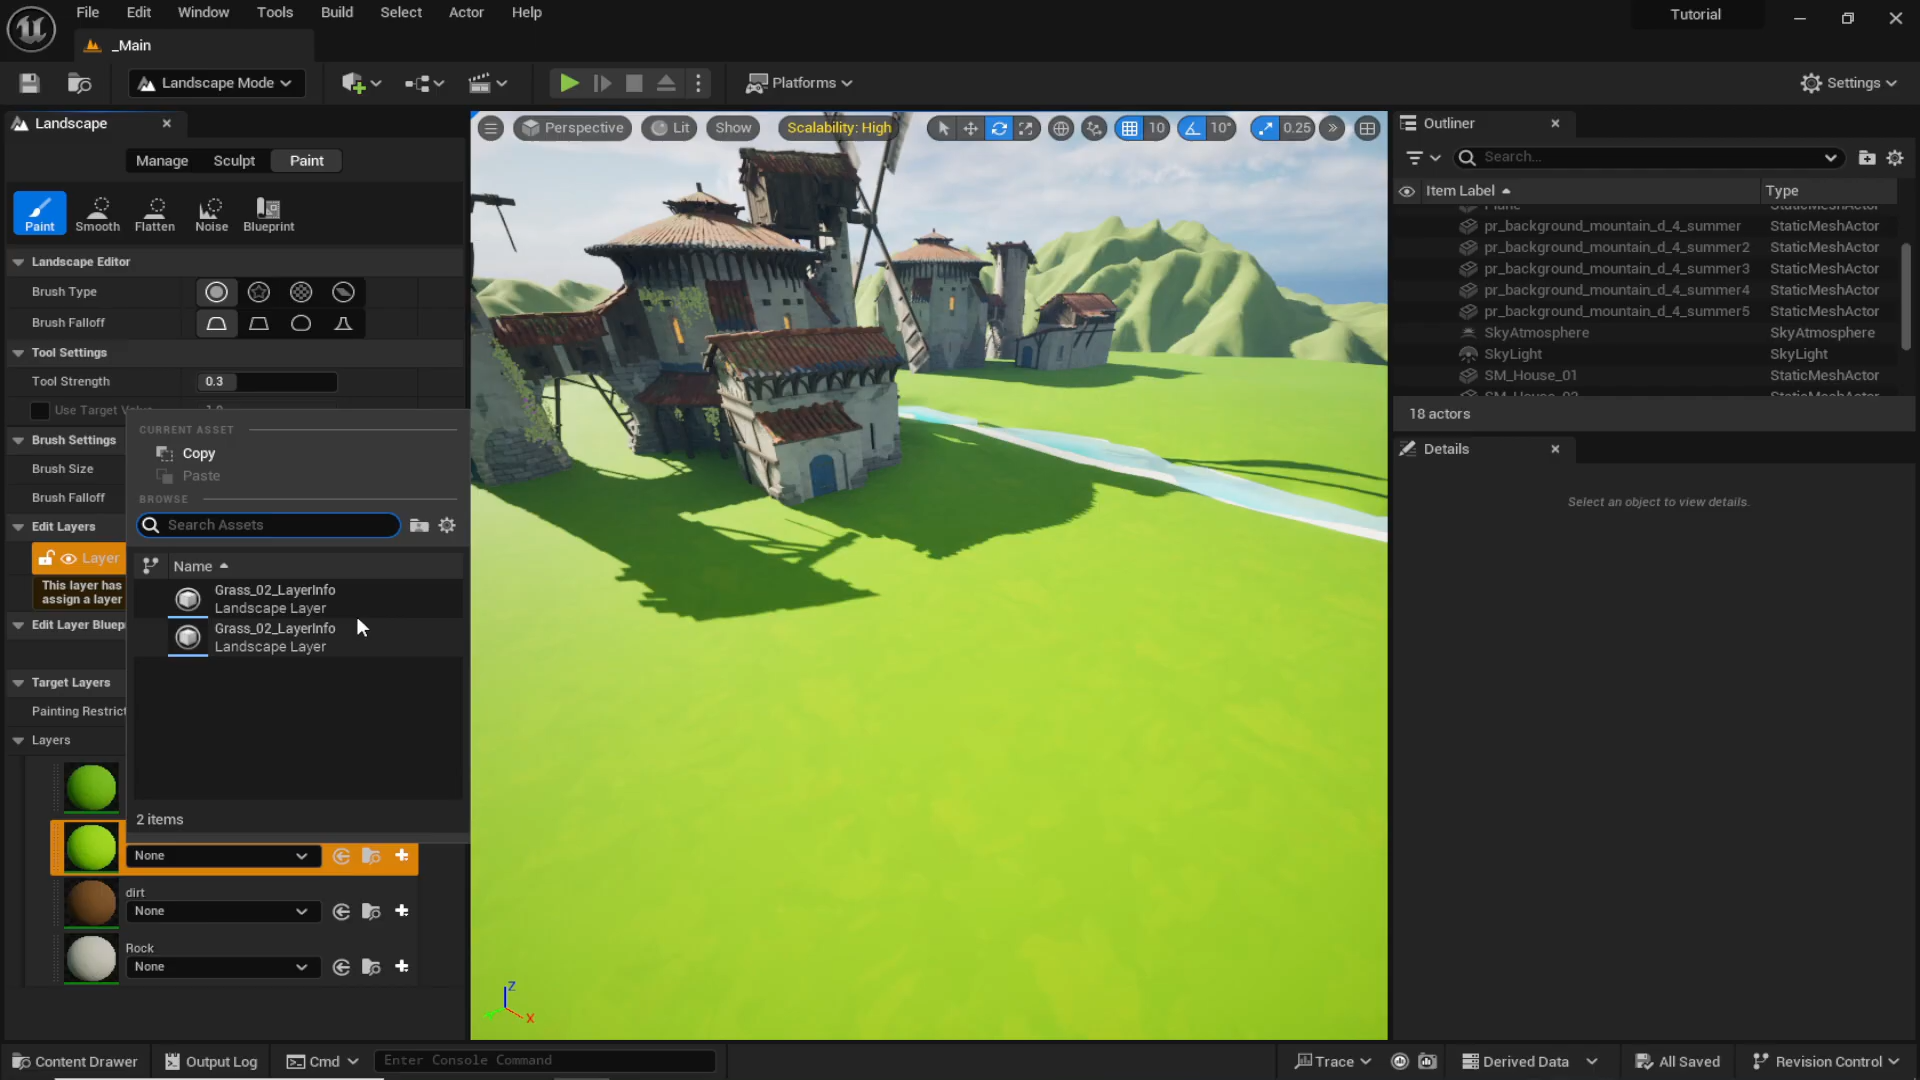 File Edit Window Tools Build Select Actor Help
Tutorial
_Main
Landscape Mode
Platforms
Settings
Landscape
Manage Sculpt Paint
Paint Smooth Flatten Noise Blueprint
Landscape Editor
Brush Type
Brush Falloff
Tool Settings
Tool Strength 0.3
Use Target Value
Brush Settings
Brush Size
Brush Falloff
Edit Layers
Layer
This layer has
assign a layer
Edit Layer Bluep
Target Layers
Painting Restrict
Layers
CURRENT ASSET
Copy
Paste
BROWSE
Search Assets
Name
Grass_02_LayerInfo
Landscape Layer
Grass_02_LayerInfo
Landscape Layer
2 items
None
dirt
None
Rock
None
Perspective Lit Show Scalability: High 10 10° 0.25
Z
X
Outliner
Search...
Item Label Type
Plane StaticMeshActor
pr_background_mountain_d_4_summer StaticMeshActor
pr_background_mountain_d_4_summer2 StaticMeshActor
pr_background_mountain_d_4_summer3 StaticMeshActor
pr_background_mountain_d_4_summer4 StaticMeshActor
pr_background_mountain_d_4_summer5 StaticMeshActor
SkyAtmosphere SkyAtmosphere
SkyLight SkyLight
SM_House_01 StaticMeshActor
18 actors
Details
Select an object to view details.
Content Drawer Output Log Cmd Enter Console Command Trace Derived Data All Saved Revision Control